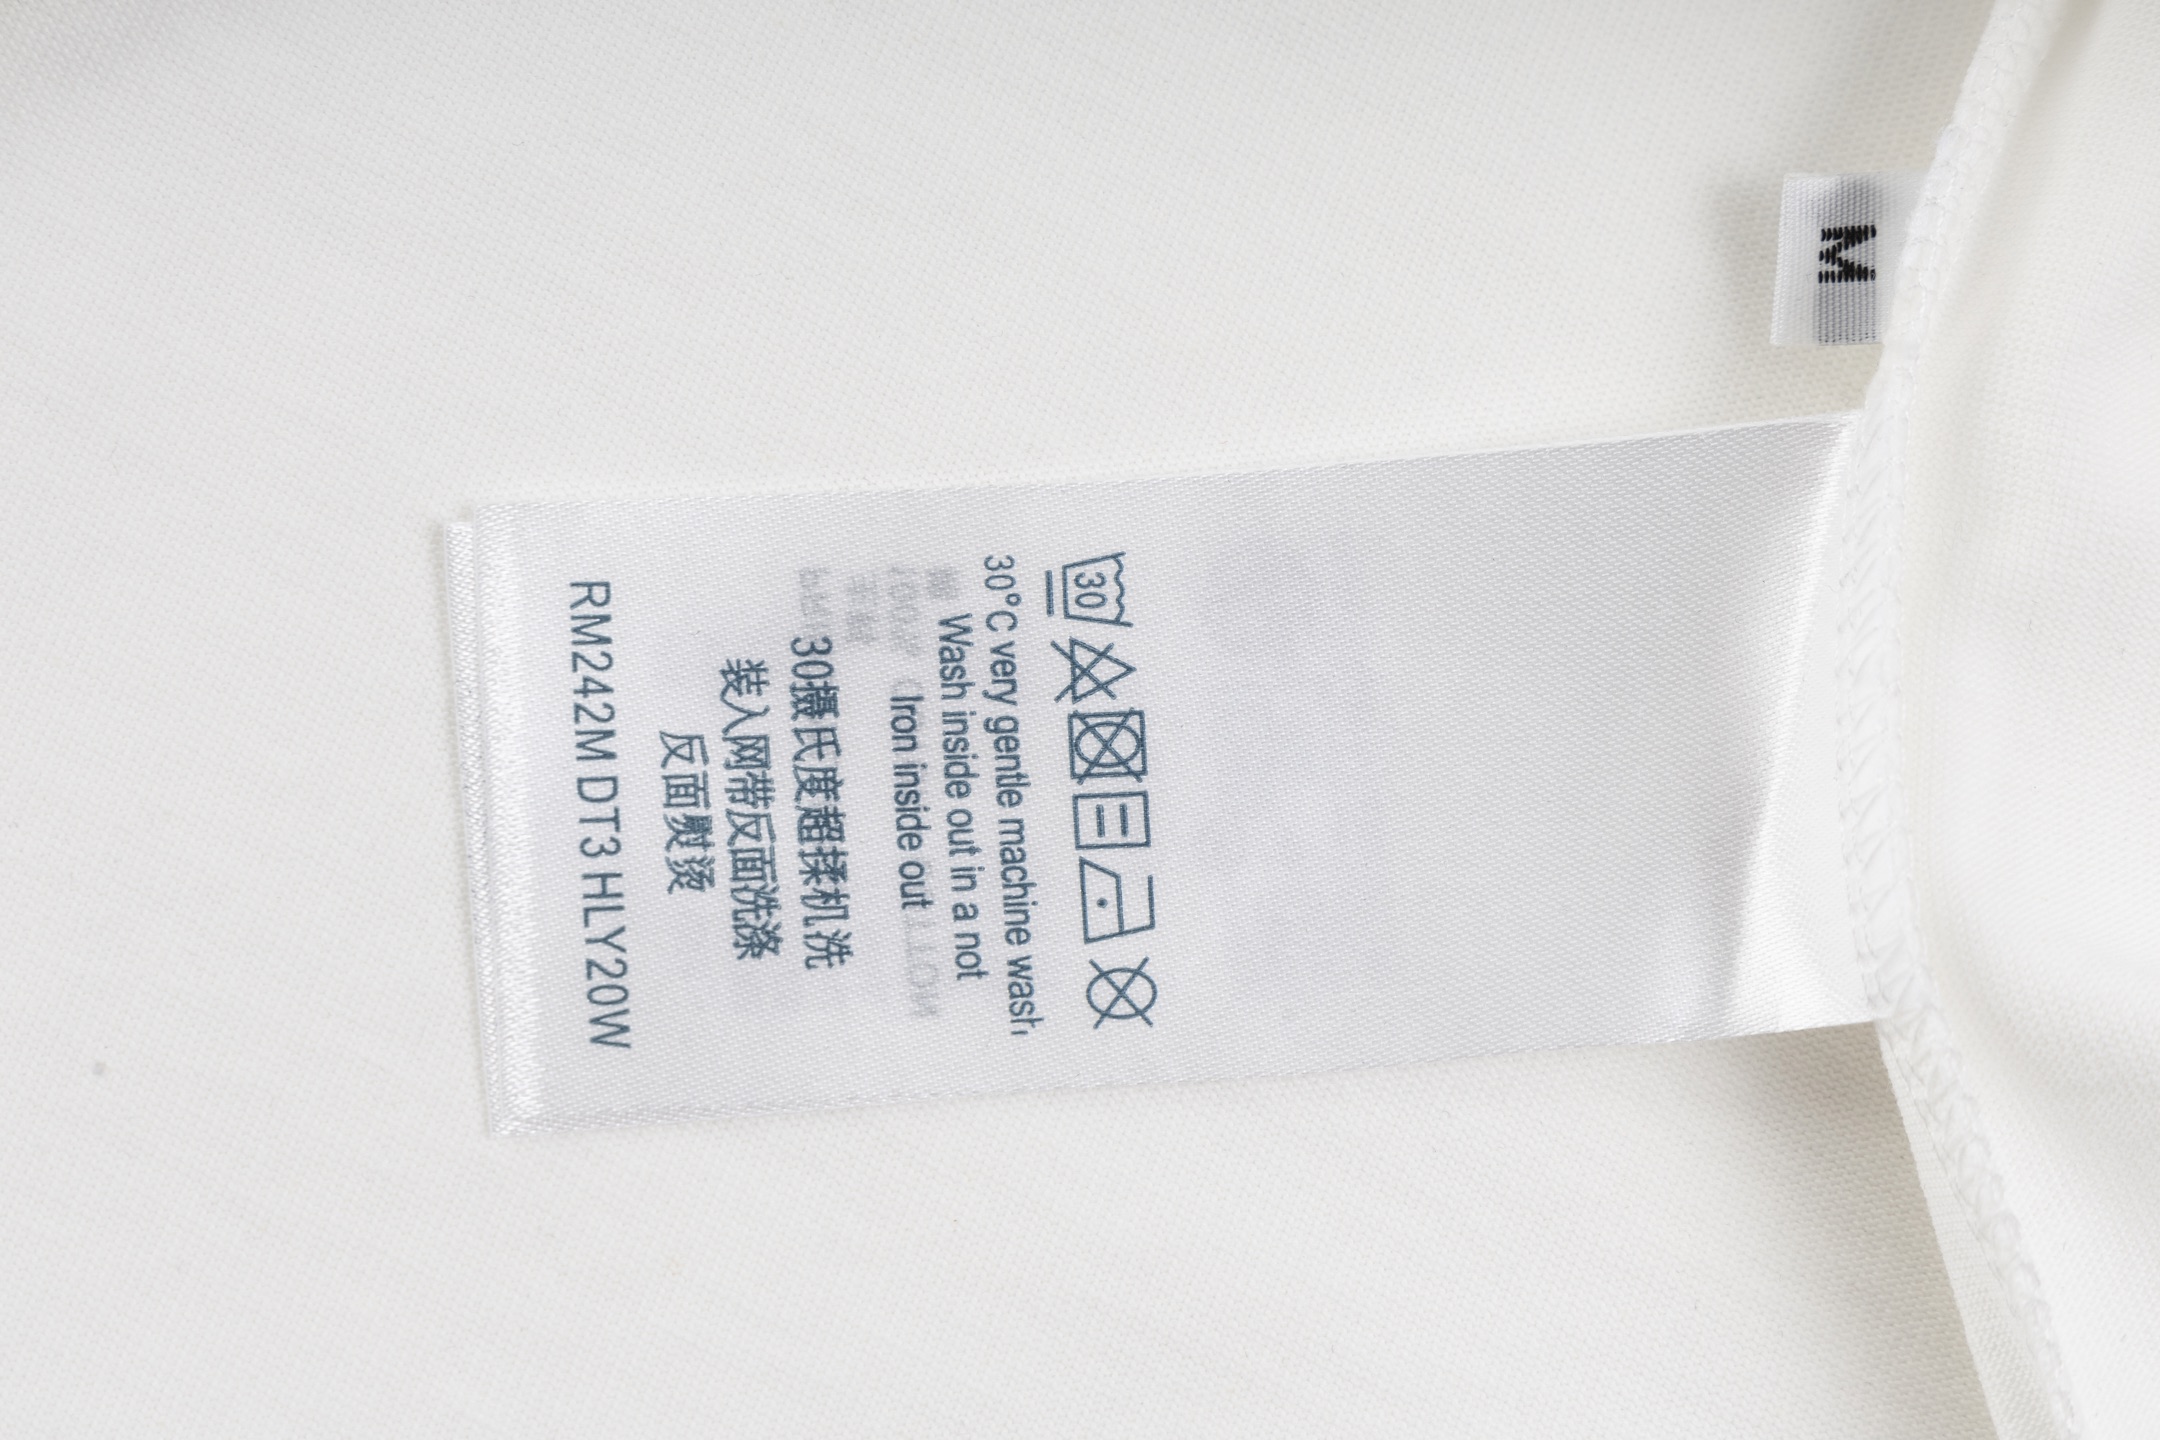 M
30
30°C very gentle machine wash
Wash inside out in a not
Iron inside out
30摄氏度超揉机洗
装入网带反面洗涤
反面熨烫
RM242M DT3 HLY20W